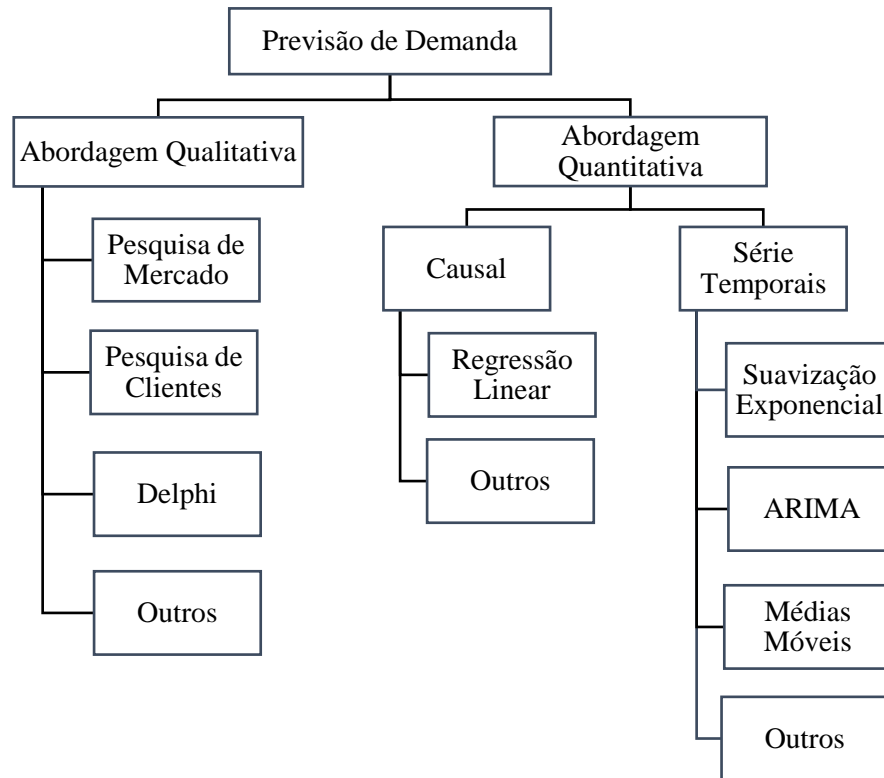 Previsão de Demanda
Abordagem Qualitativa
Pesquisa de
Mercado
Pesquisa de
Clientes
Delphi
Outros
Abordagem
Quantitativa
Causal
Regressão
Linear
Outros
Série
Temporais
Suavização
Exponencial
ARIMA
Médias
Móveis
Outros